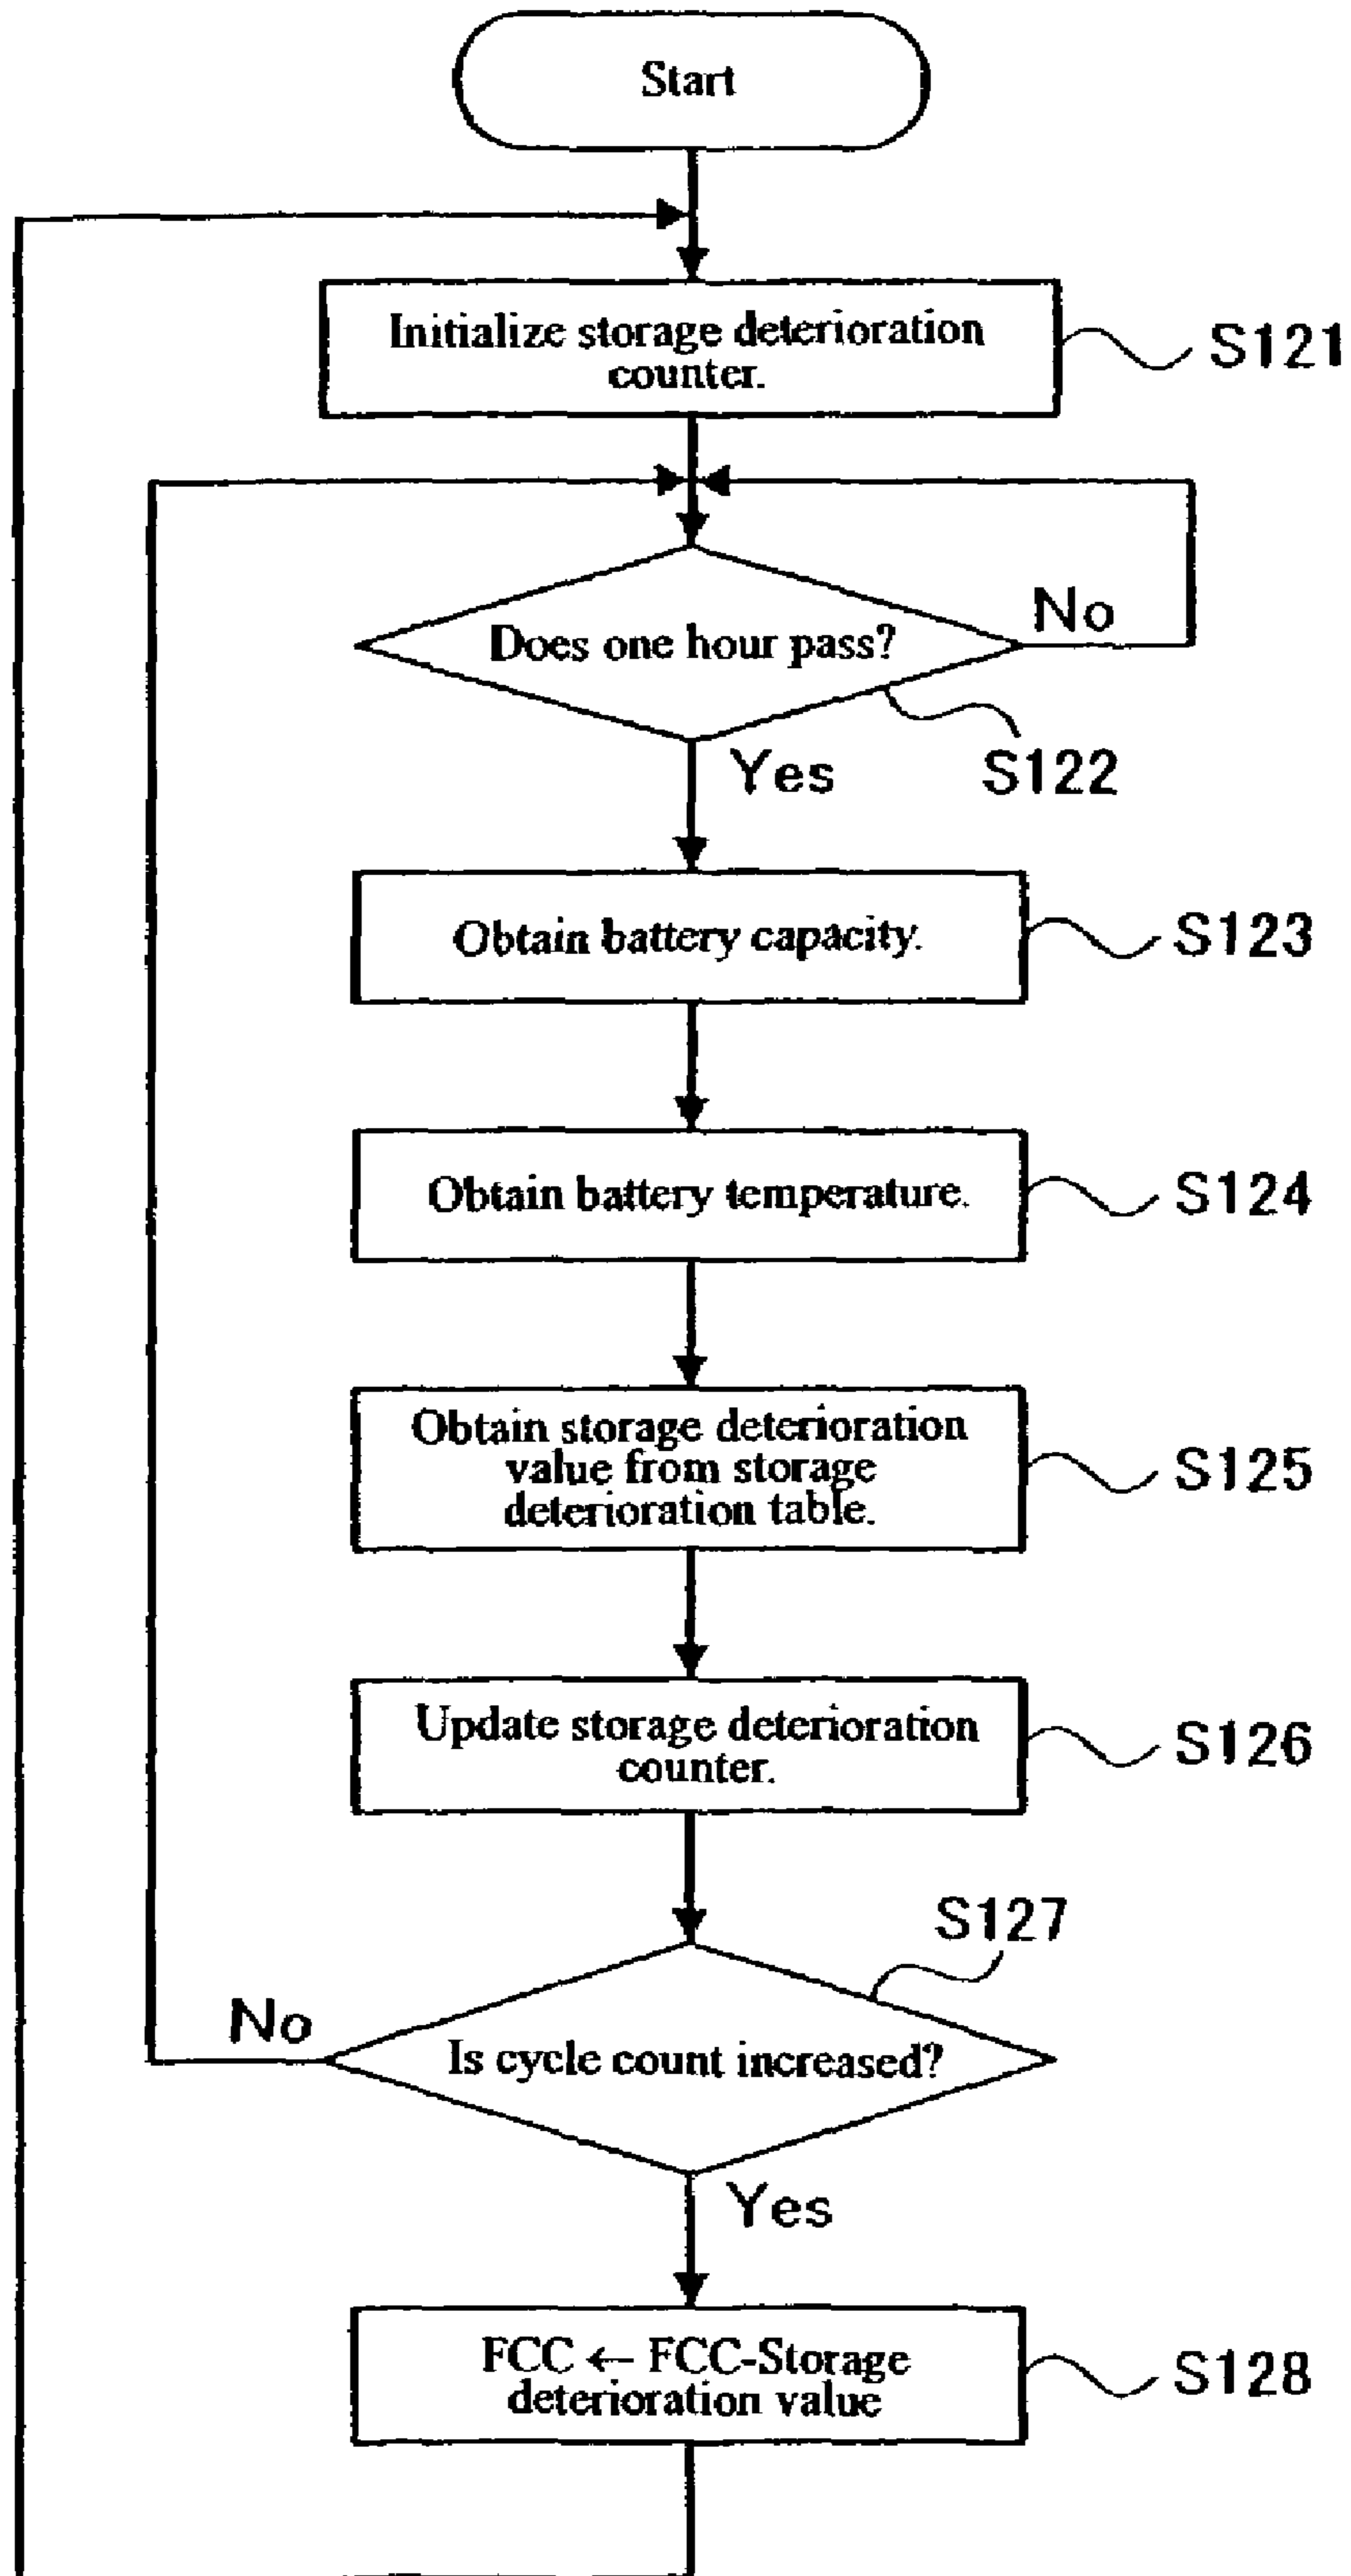 Start
Initialize storage deterioration
counter.
S121
Does one hour pass?
No
S122
Yes
Obtain battery capacity.
S123
Obtain battery temperature.
S124
Obtain storage deterioration
value from storage
deterioration table.
S125
Update storage deterioration
counter.
S126
S127
No
Is cycle count increased?
Yes
FCC ← FCC-Storage
deterioration value
S128